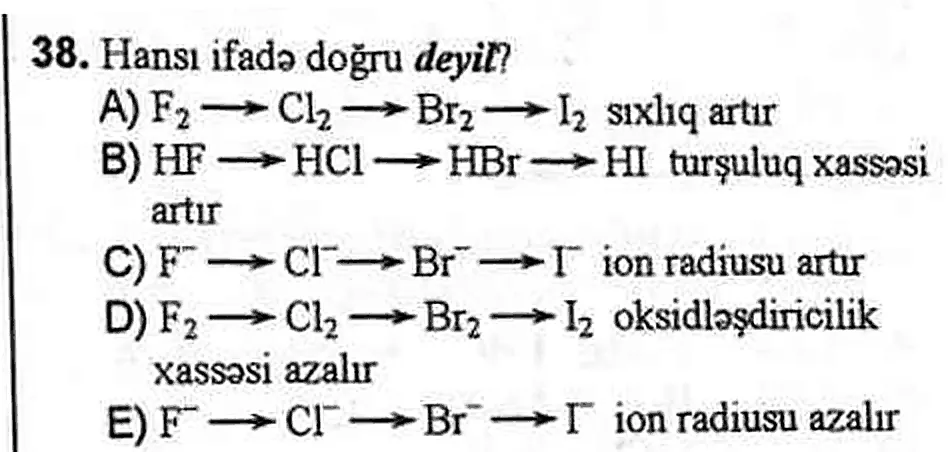 38. Hansı ifadə doğru deyil?
A) F₂ → Cl₂ → Br₂ → I₂ sıxlıq artır
B) HF → HCl → HBr → HI turşuluq xassəsi
artır
C) F⁻ → Cl⁻ → Br⁻ → I⁻ ion radiusu artır
D) F₂ → Cl₂ → Br₂ → I₂ oksidləşdiricilik
xassəsi azalır
E) F⁻ → Cl⁻ → Br⁻ → I⁻ ion radiusu azalır